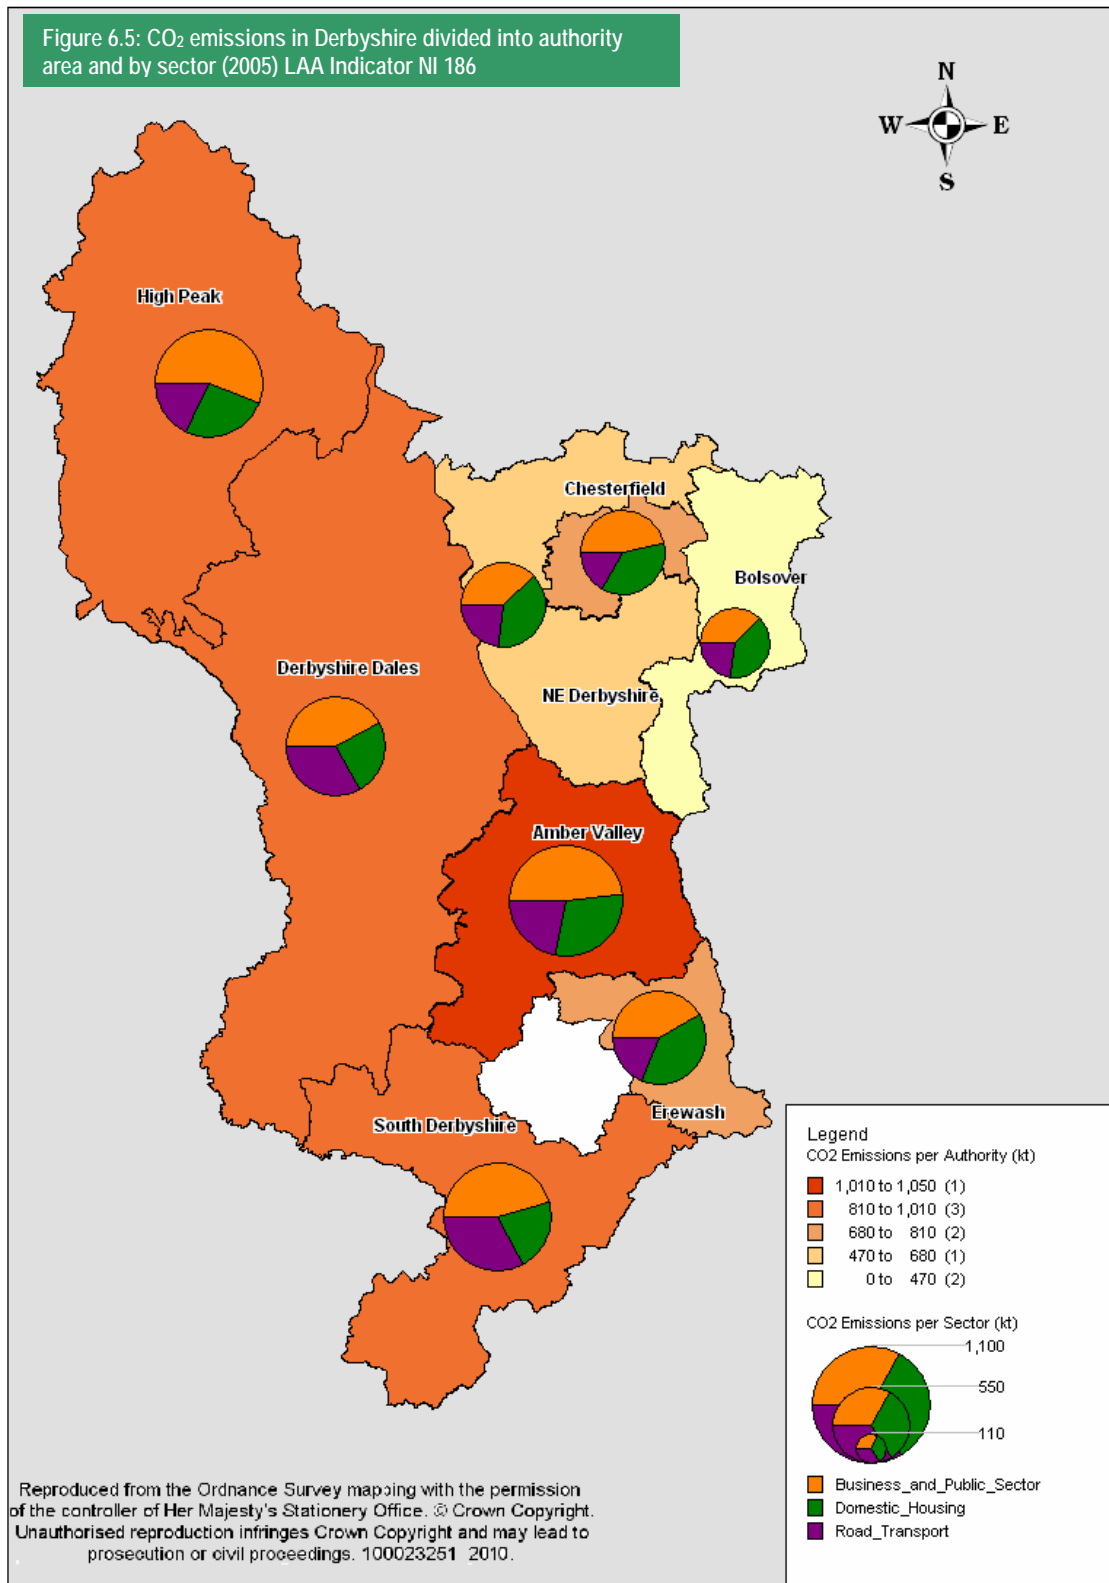 Figure 6.5: CO₂ emissions in Derbyshire divided into authority
area and by sector (2005) LAA Indicator NI 186
N
W E
S
High Peak
Chesterfield
Bolsover
Derbyshire Dales
NE Derbyshire
Amber Valley
Erewash
South Derbyshire
Legend
CO2 Emissions per Authority (kt)
1,010 to 1,050 (1)
810 to 1,010 (3)
680 to 810 (2)
470 to 680 (1)
0 to 470 (2)
CO2 Emissions per Sector (kt)
1,100
550
110
Business_and_Public_Sector
Domestic_Housing
Road_Transport
Reproduced from the Ordnance Survey mapping with the permission
of the controller of Her Majesty's Stationery Office. © Crown Copyright.
Unauthorised reproduction infringes Crown Copyright and may lead to
prosecution or civil proceedings. 100023251 2010.